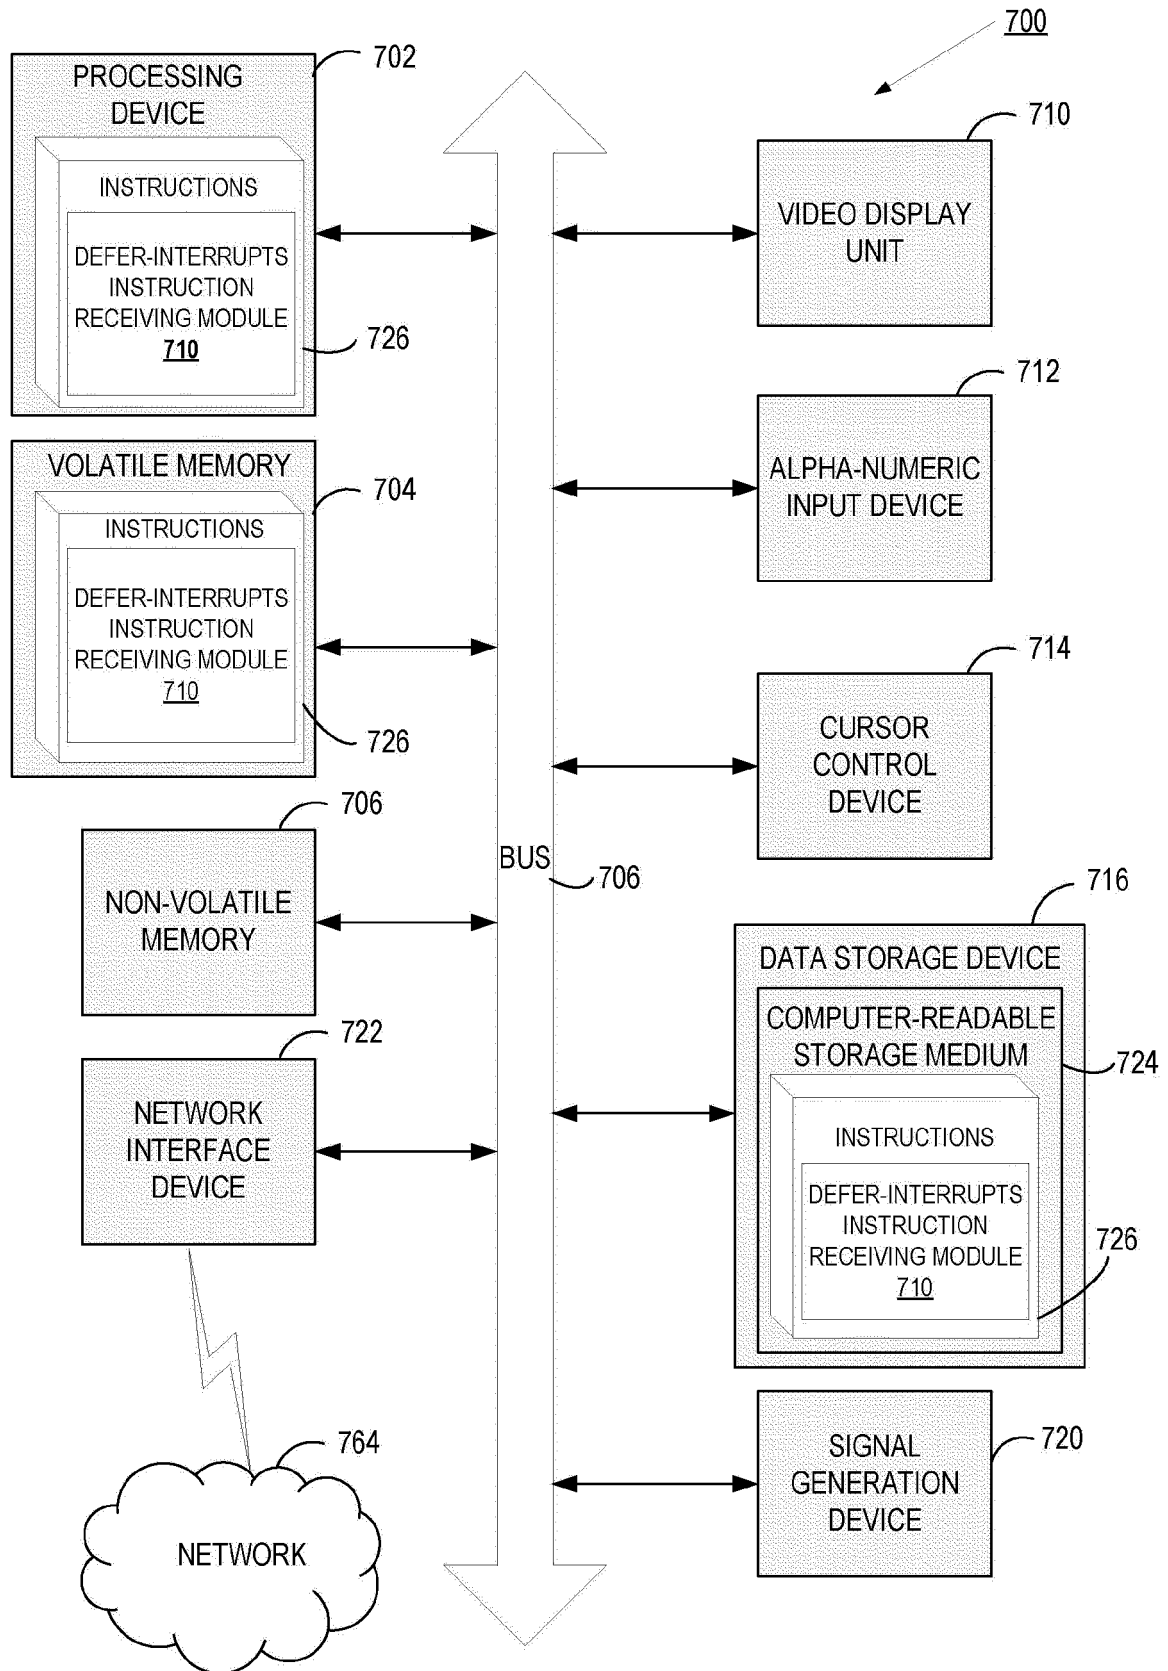 700
702
PROCESSING
DEVICE
INSTRUCTIONS
DEFER-INTERRUPTS
INSTRUCTION
RECEIVING MODULE
710
726
VOLATILE MEMORY
704
INSTRUCTIONS
DEFER-INTERRUPTS
INSTRUCTION
RECEIVING MODULE
710
726
706
NON-VOLATILE
MEMORY
722
NETWORK
INTERFACE
DEVICE
764
NETWORK
BUS
706
710
VIDEO DISPLAY
UNIT
712
ALPHA-NUMERIC
INPUT DEVICE
714
CURSOR
CONTROL
DEVICE
716
DATA STORAGE DEVICE
COMPUTER-READABLE
STORAGE MEDIUM
724
INSTRUCTIONS
DEFER-INTERRUPTS
INSTRUCTION
RECEIVING MODULE
710
726
720
SIGNAL
GENERATION
DEVICE